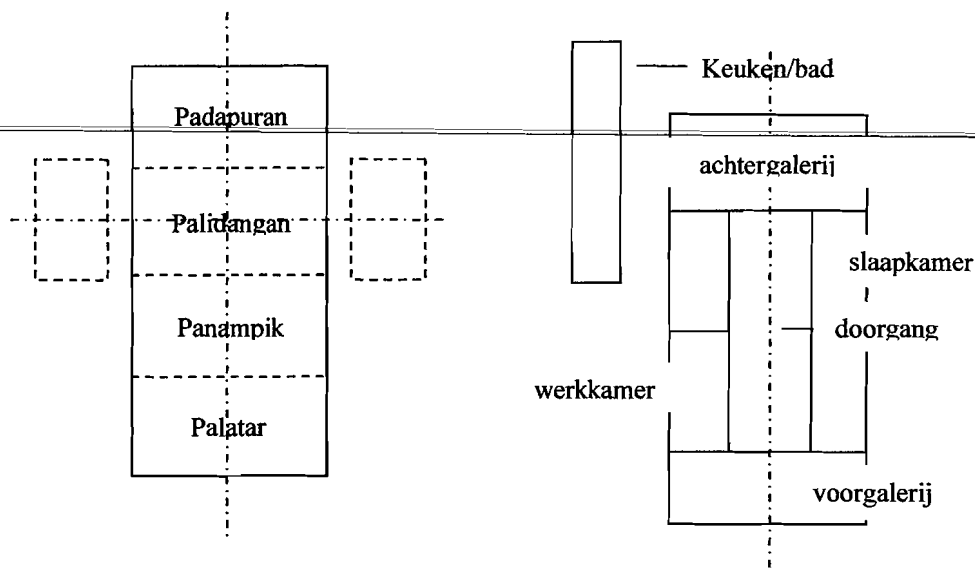 Padapuran
Palidangan
Panampik
Palatar
Keuken/bad
achtergalerij
slaapkamer
doorgang
werkkamer
voorgalerij